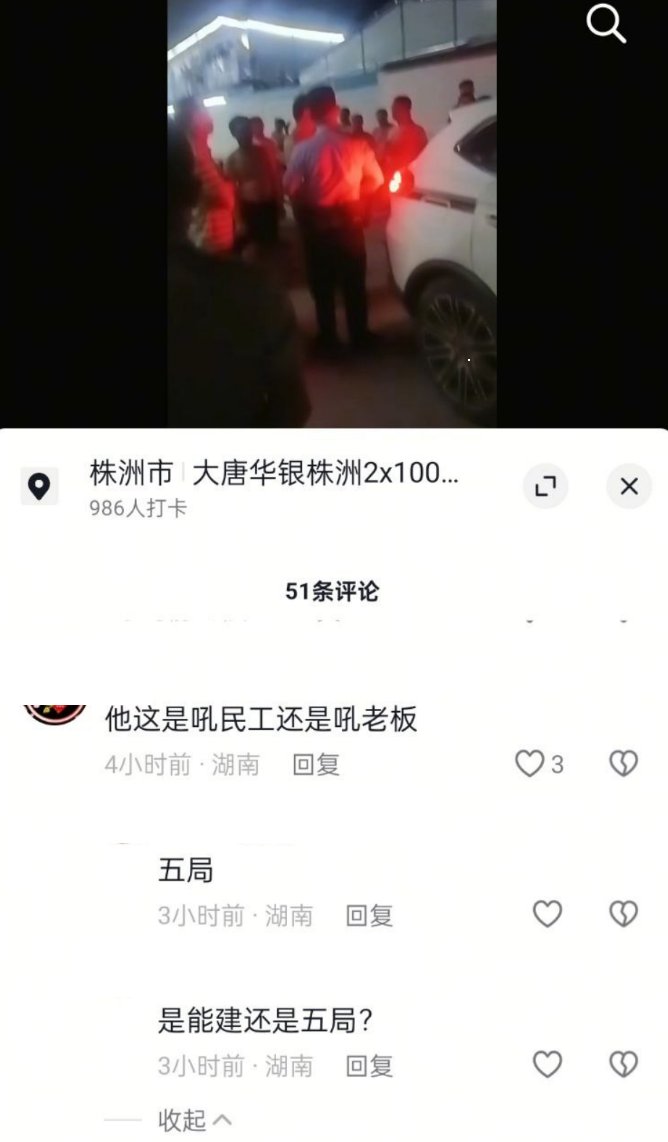 株洲市 大唐华银株洲2x100...
986人打卡
51条评论
他这是吼民工还是吼老板
4小时前 · 湖南 回复 3
五局
3小时前 · 湖南 回复
是能建还是五局？
3小时前 · 湖南 回复
收起